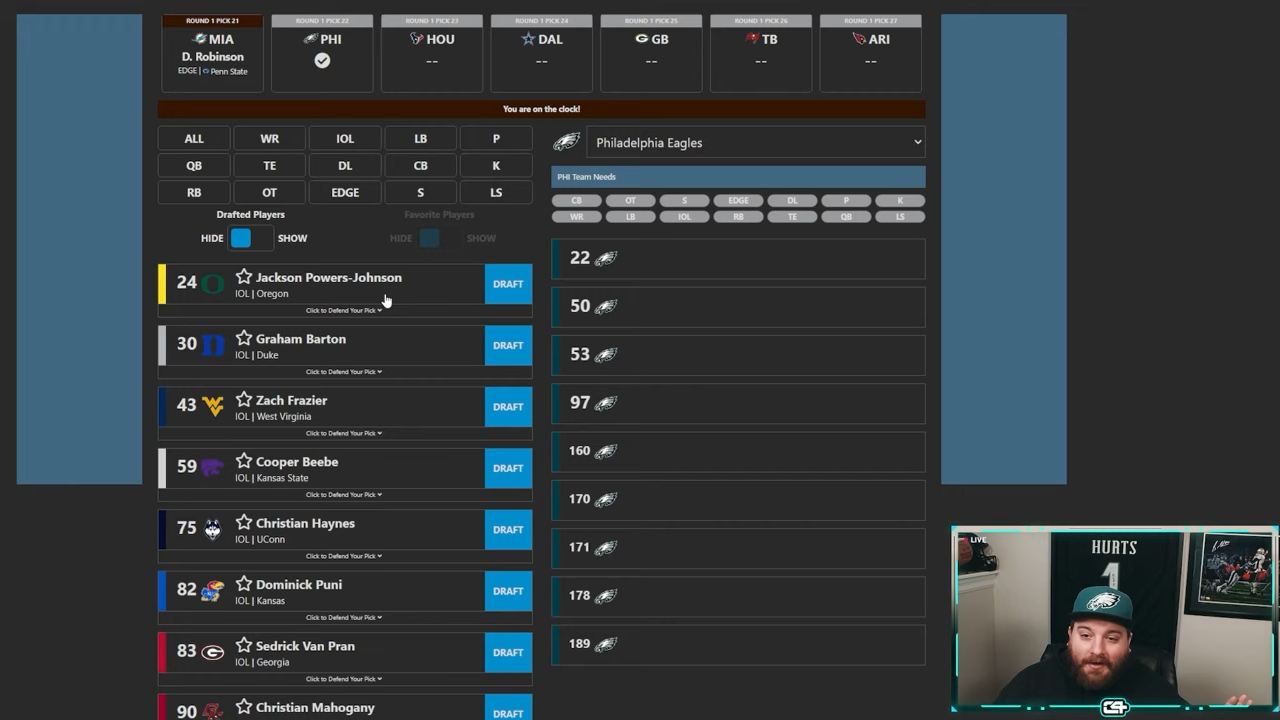 ROUND 1 PICK 21 ROUND 1 PICK 22 ROUND 1 PICK 23 ROUND 1 PICK 24 ROUND 1 PICK 25 ROUND 1 PICK 26 ROUND 1 PICK 27
MIA PHI HOU DAL GB TB ARI
D. Robinson -- -- -- -- --
EDGE | Penn State
You are on the clock!
ALL WR IOL LB P
QB TE DL CB K
RB OT EDGE S LS
Drafted Players Favorite Players
HIDE SHOW HIDE SHOW
24 Jackson Powers-Johnson DRAFT
IOL | Oregon
Click to Defend Your Pick
30 Graham Barton DRAFT
IOL | Duke
Click to Defend Your Pick
43 Zach Frazier DRAFT
IOL | West Virginia
Click to Defend Your Pick
59 Cooper Beebe DRAFT
IOL | Kansas State
Click to Defend Your Pick
75 Christian Haynes DRAFT
IOL | UConn
Click to Defend Your Pick
82 Dominick Puni DRAFT
IOL | Kansas
Click to Defend Your Pick
83 Sedrick Van Pran DRAFT
IOL | Georgia
Click to Defend Your Pick
90 Christian Mahogany DRAFT
Philadelphia Eagles
PHI Team Needs
CB OT S EDGE DL P K
WR LB IOL RB TE QB LS
22
50
53
97
160
170
171
178
189
LIVE
HURTS
1